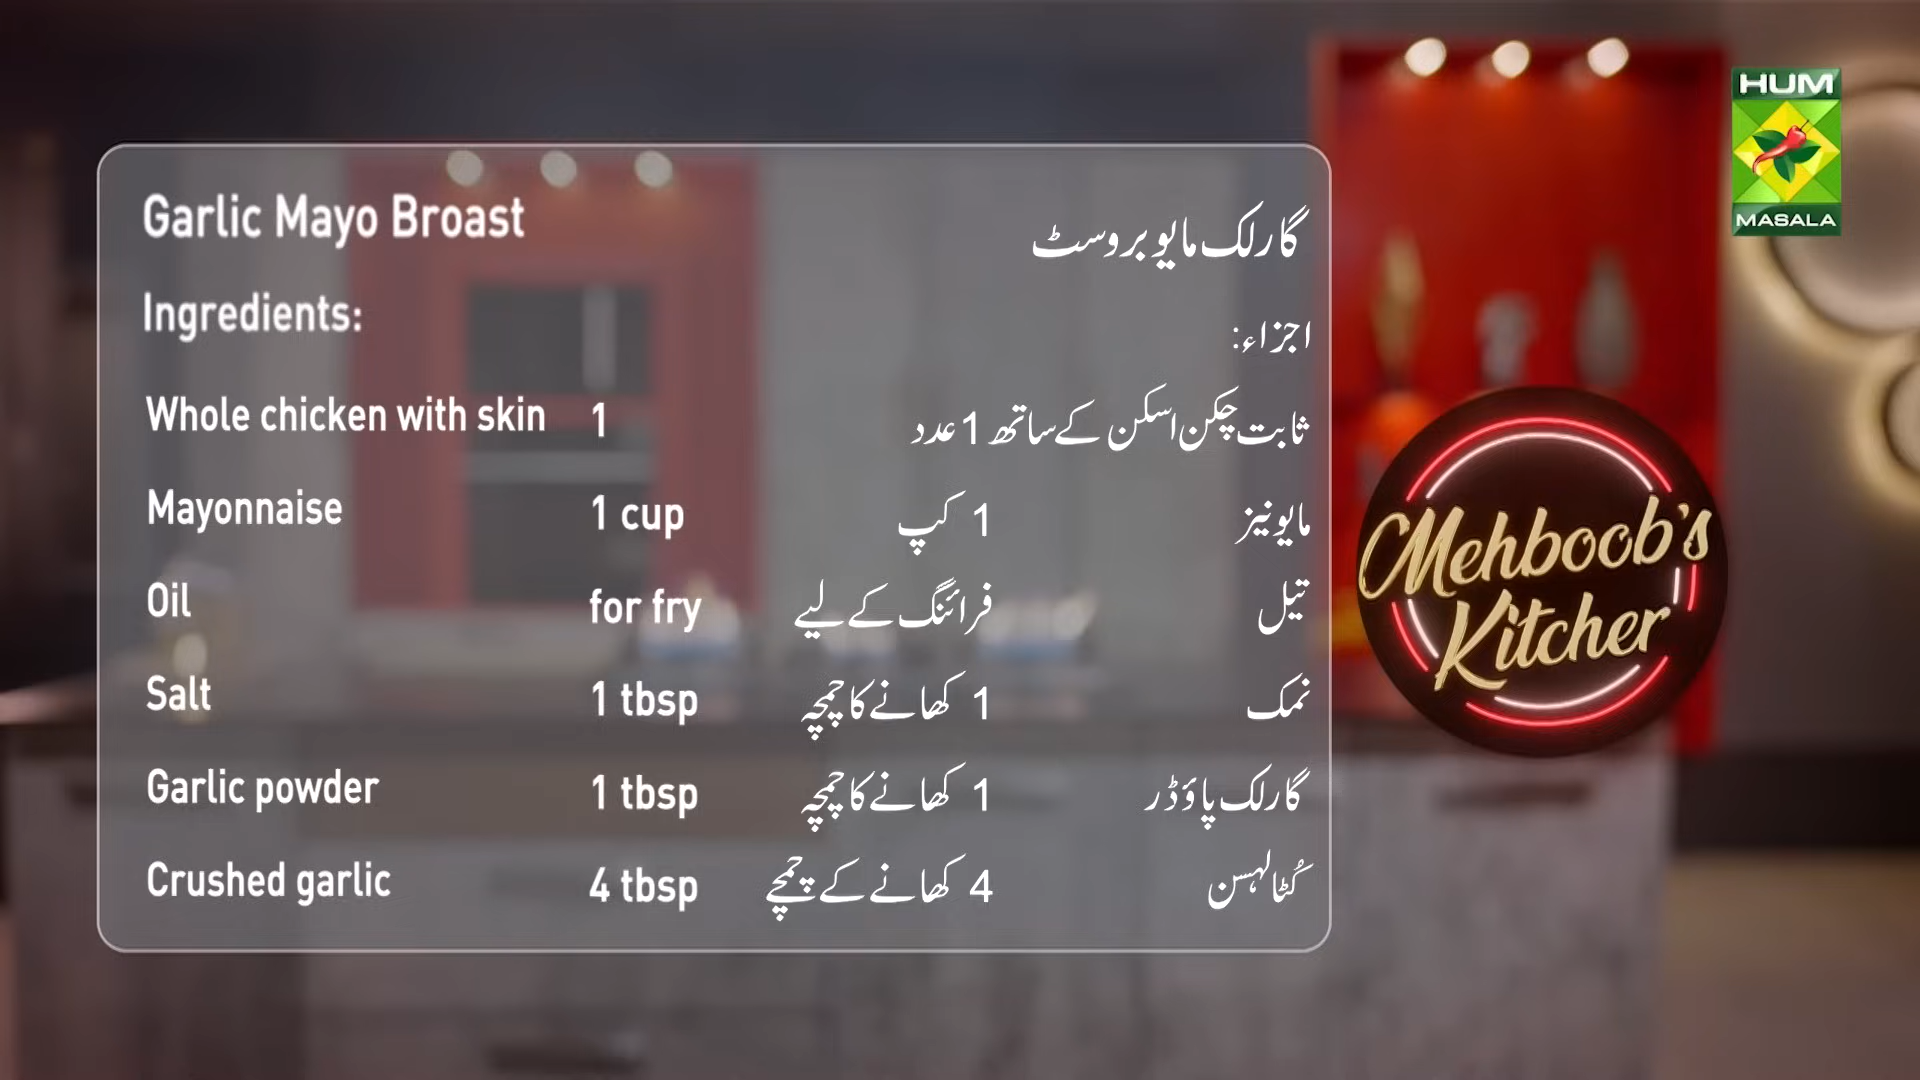 Garlic Mayo Broast گارلک مایو بروسٹ
Ingredients: اجزاء:
Whole chicken with skin 1 ثابت چکن اسکن کے ساتھ 1 عدد
Mayonnaise 1 cup مایونیز 1 کپ
Oil for fry تیل فرائنگ کے لیے
Salt 1 tbsp نمک 1 کھانے کا چمچہ
Garlic powder 1 tbsp گارلک پاؤڈر 1 کھانے کا چمچہ
Crushed garlic 4 tbsp کُٹا لہسن 4 کھانے کے چمچے
HUM
MASALA
Mehboob's
Kitcher